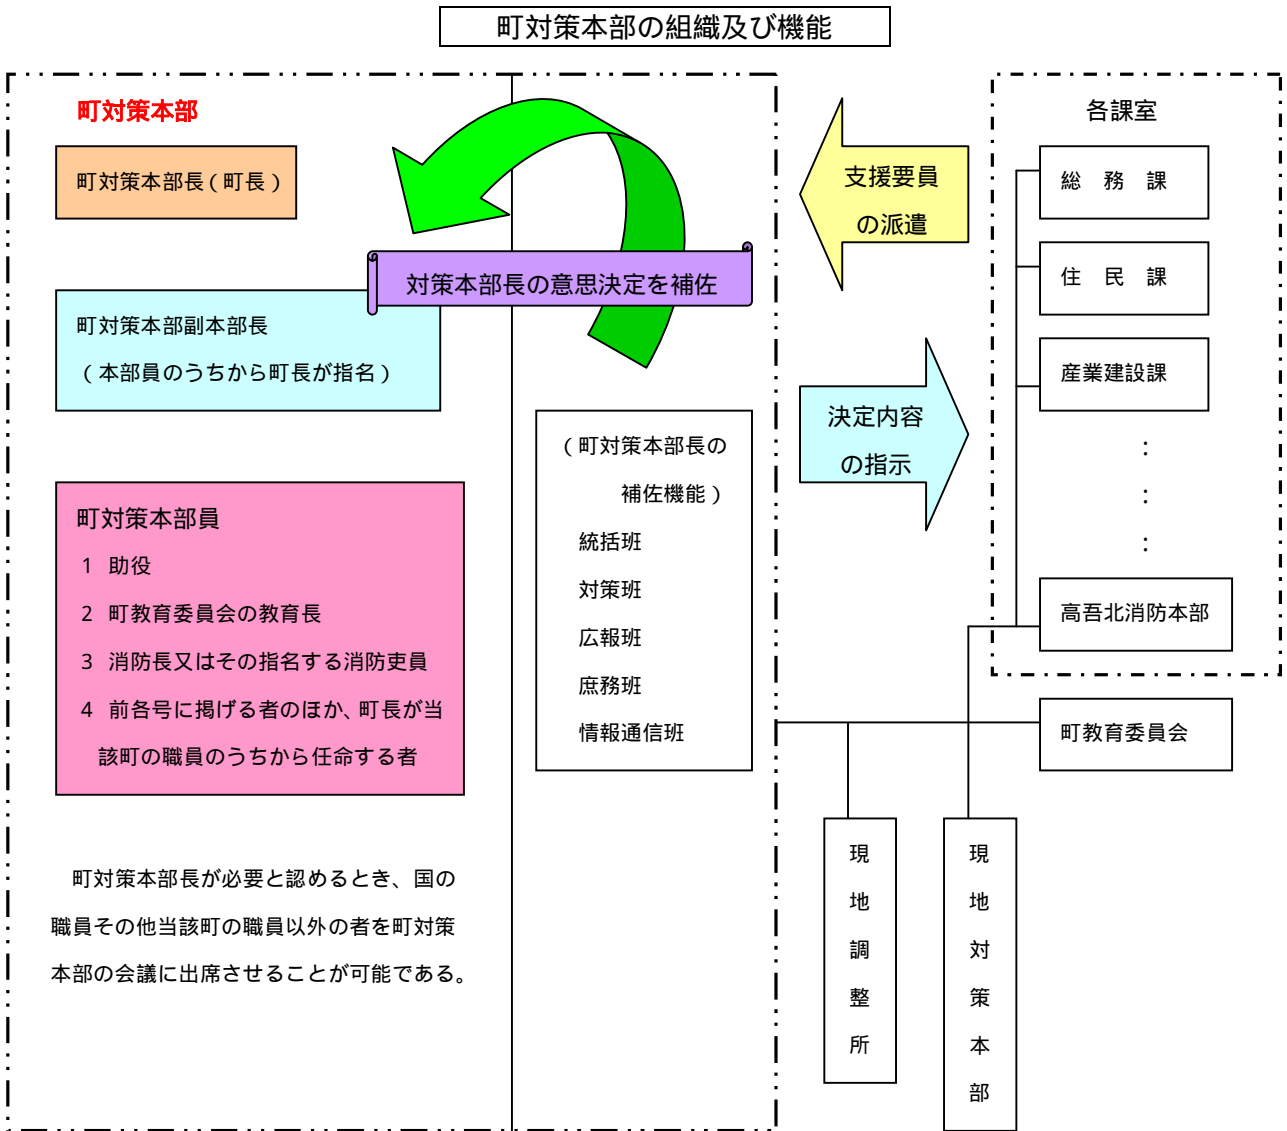 町対策本部の組織及び機能
町対策本部
町対策本部長（町長）
対策本部長の意思決定を補佐
町対策本部副本部長
（本部員のうちから町長が指名）
町対策本部員
1 助役
2 町教育委員会の教育長
3 消防長又はその指名する消防吏員
4 前各号に掲げる者のほか、町長が当
該町の職員のうちから任命する者
町対策本部長が必要と認めるとき、国の
職員その他当該町の職員以外の者を町対策
本部の会議に出席させることが可能である。
（町対策本部長の
補佐機能）
統括班
対策班
広報班
庶務班
情報通信班
支援要員
の派遣
決定内容
の指示
各課室
総　務　課
住　民　課
産業建設課
：
：
：
高吾北消防本部
町教育委員会
現地調整所
現地対策本部